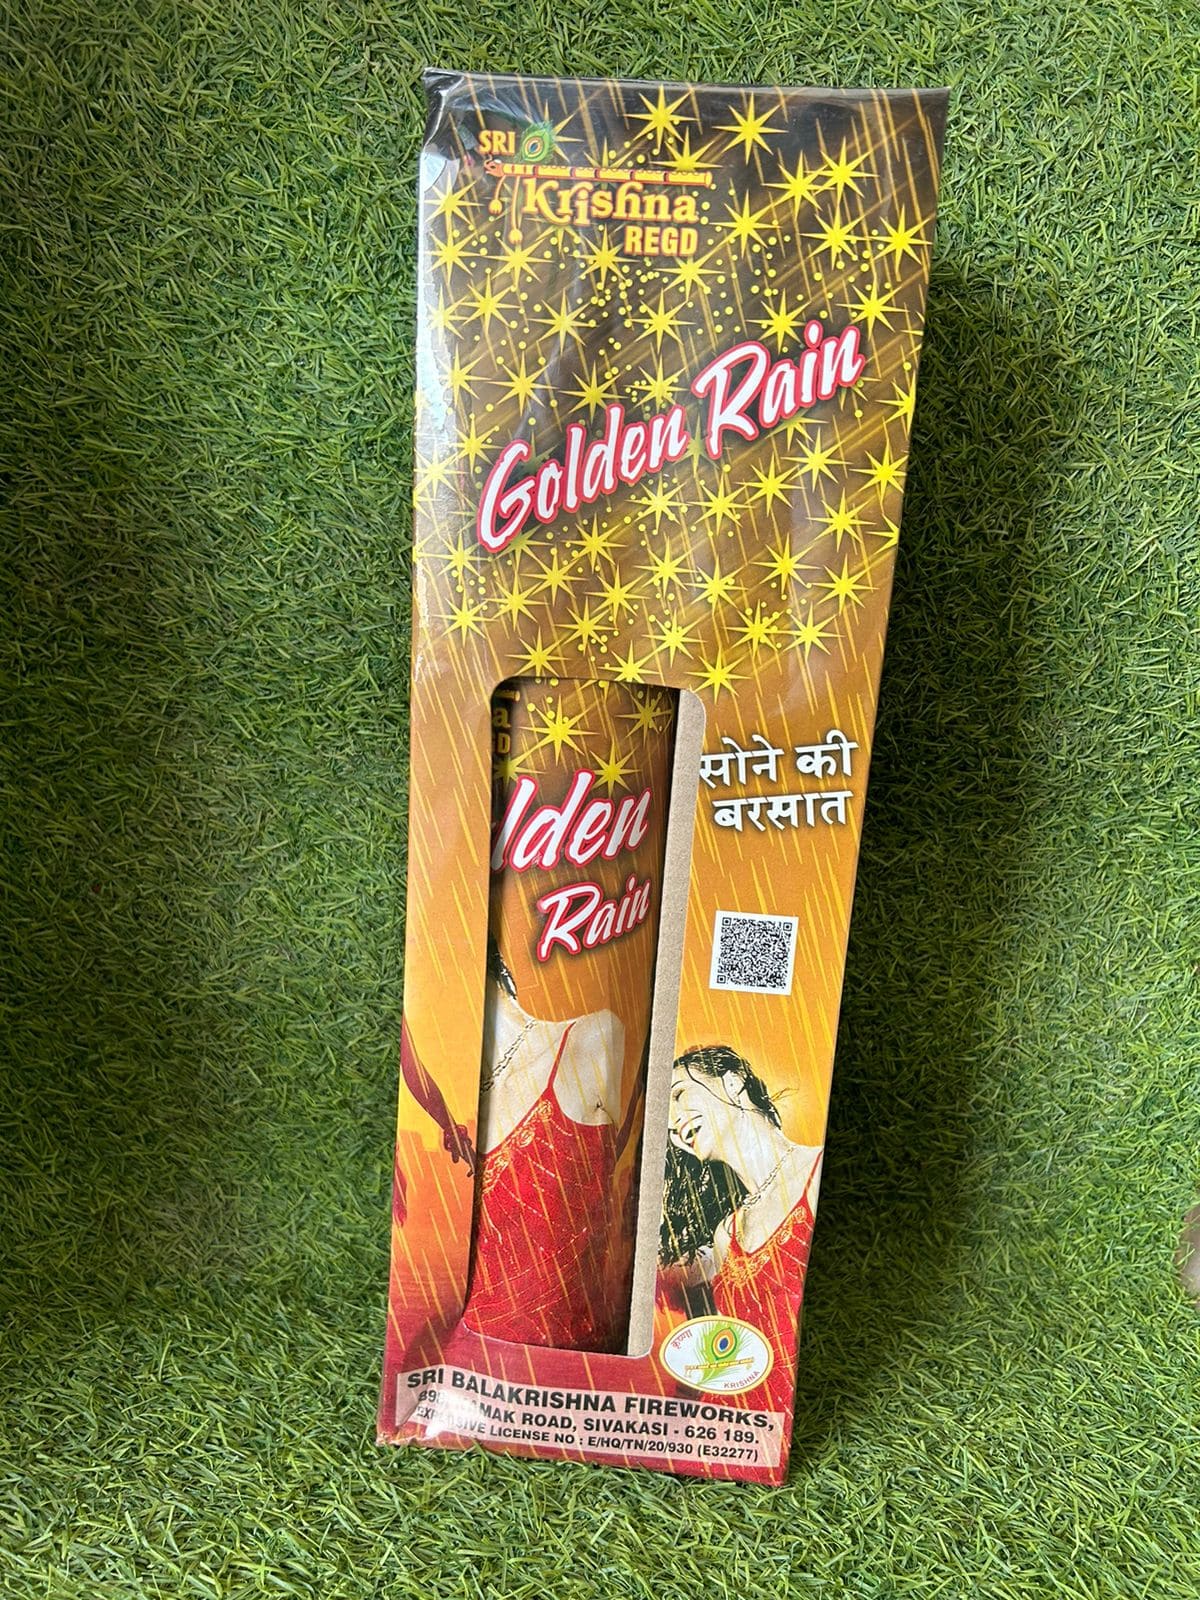 SRI
Krishna
REGD
Golden Rain
a
lden
Rain
सोने की
बरसात
कृष्णा
KRISHNA
SRI BALAKRISHNA FIREWORKS,
ROAD, SIVAKASI - 626 189.
LICENSE NO : E/HQ/TN/20/930 (E32277)